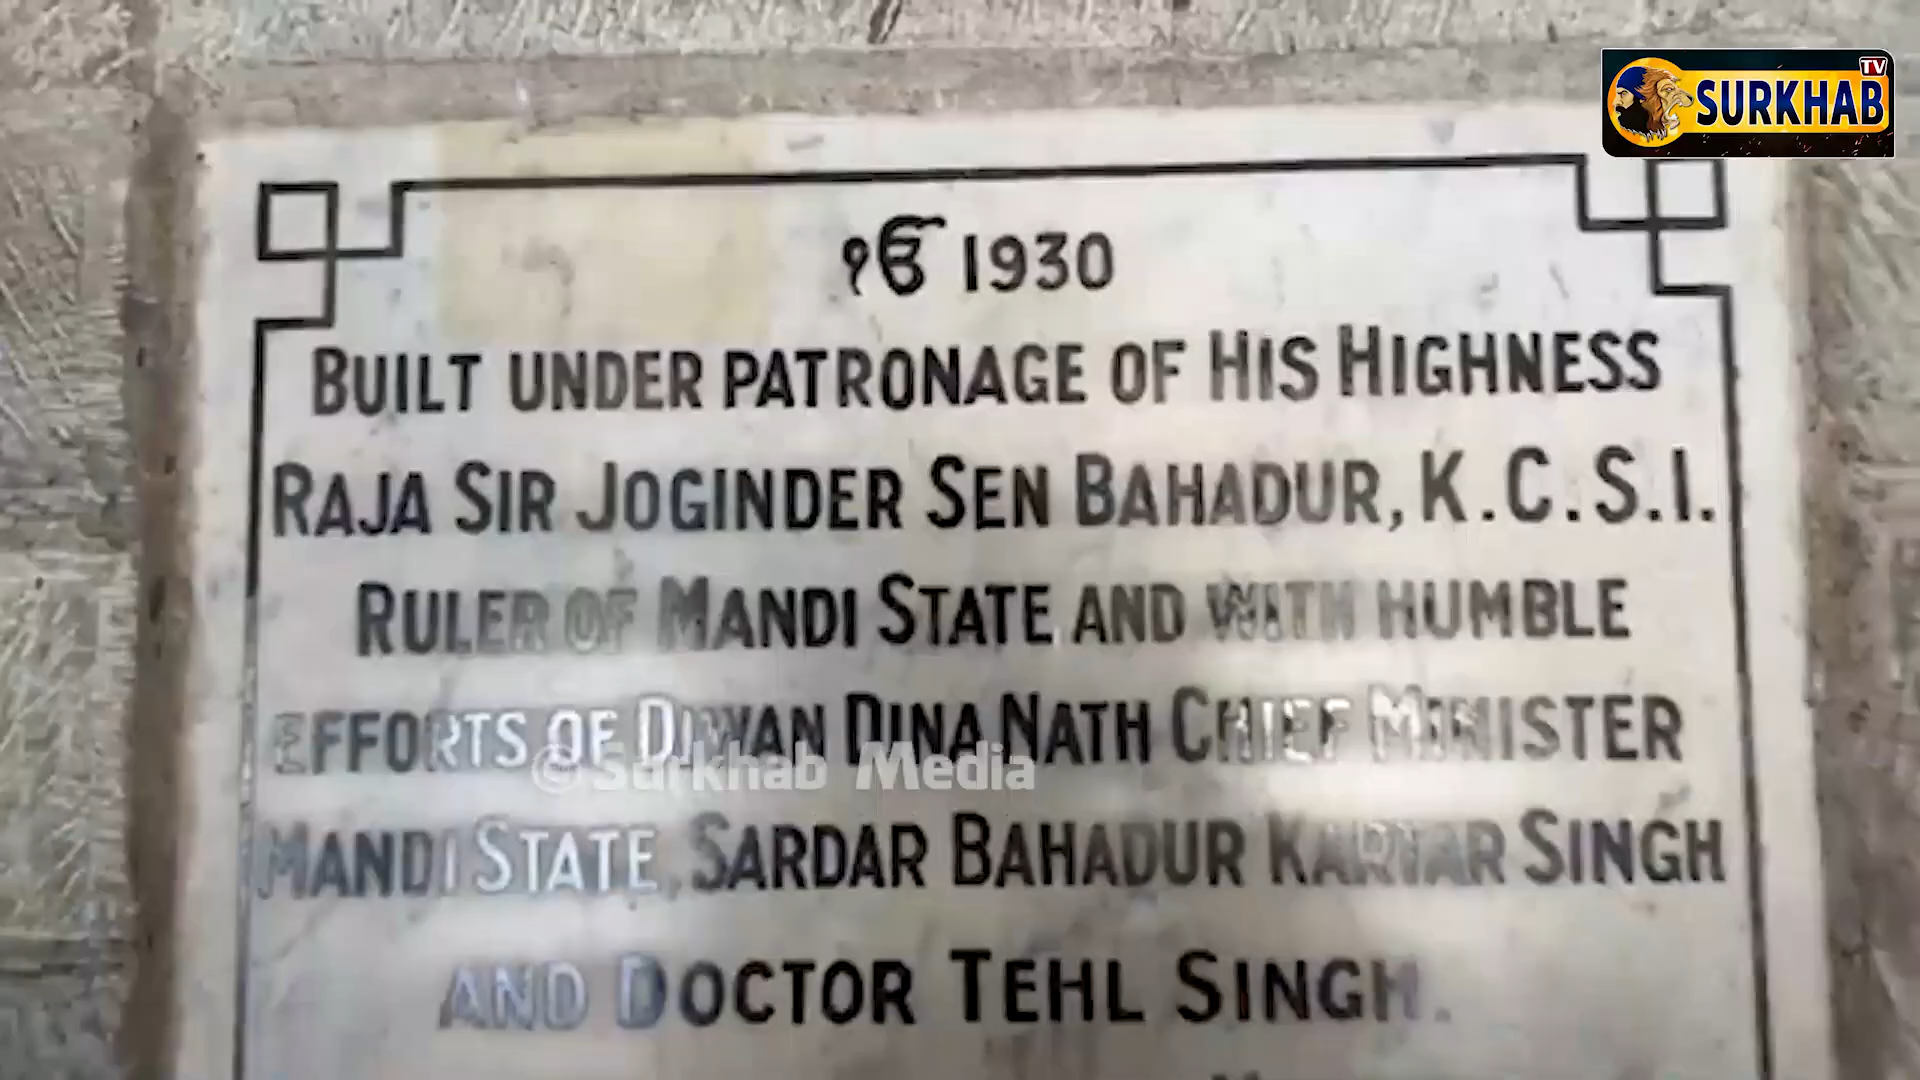 TV
SURKHAB
ੴ 1930
BUILT UNDER PATRONAGE OF HIS HIGHNESS
RAJA SIR JOGINDER SEN BAHADUR, K.C.S.I.
RULER OF MANDI STATE AND WITH HUMBLE
EFFORTS OF DIWAN DINA NATH CHIEF MINISTER
© Surkhab Media
MANDI STATE, SARDAR BAHADUR KARTAR SINGH
AND DOCTOR TEHL SINGH.